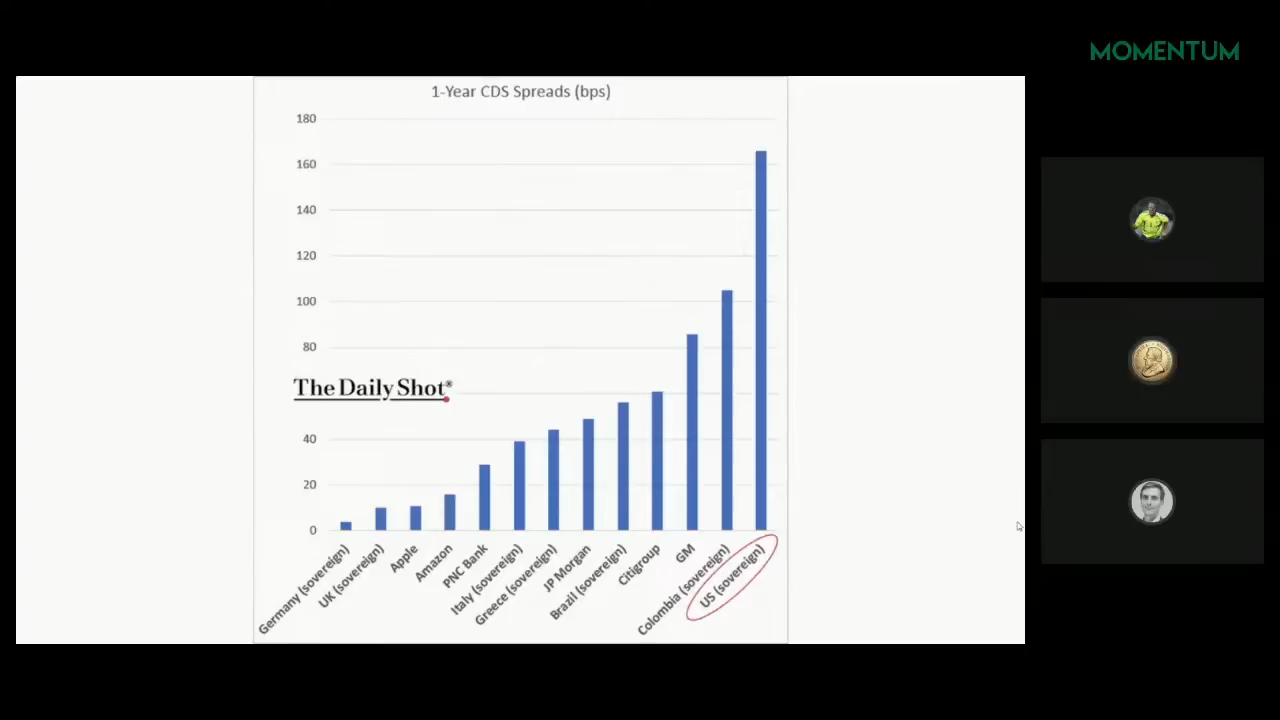 MOMENTUM
1-Year CDS Spreads (bps)
180
160
140
120
100
80
40
20
0
The Daily Shot®
Germany (sovereign)
UK (sovereign)
Apple
Amazon
PNC Bank
Italy (sovereign)
Greece (sovereign)
JP Morgan
Brazil (sovereign)
Citigroup
GM
Colombia (sovereign)
US (sovereign)